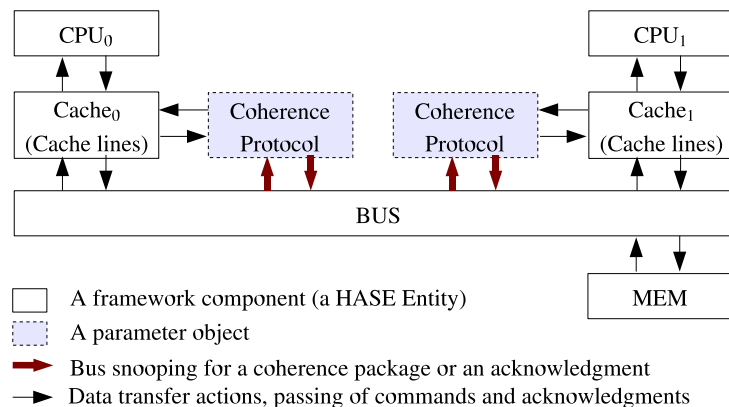 CPU₀
CPU₁
Cache₀
(Cache lines)
Coherence
Protocol
Coherence
Protocol
Cache₁
(Cache lines)
BUS
MEM
A framework component (a HASE Entity)
A parameter object
Bus snooping for a coherence package or an acknowledgment
Data transfer actions, passing of commands and acknowledgments